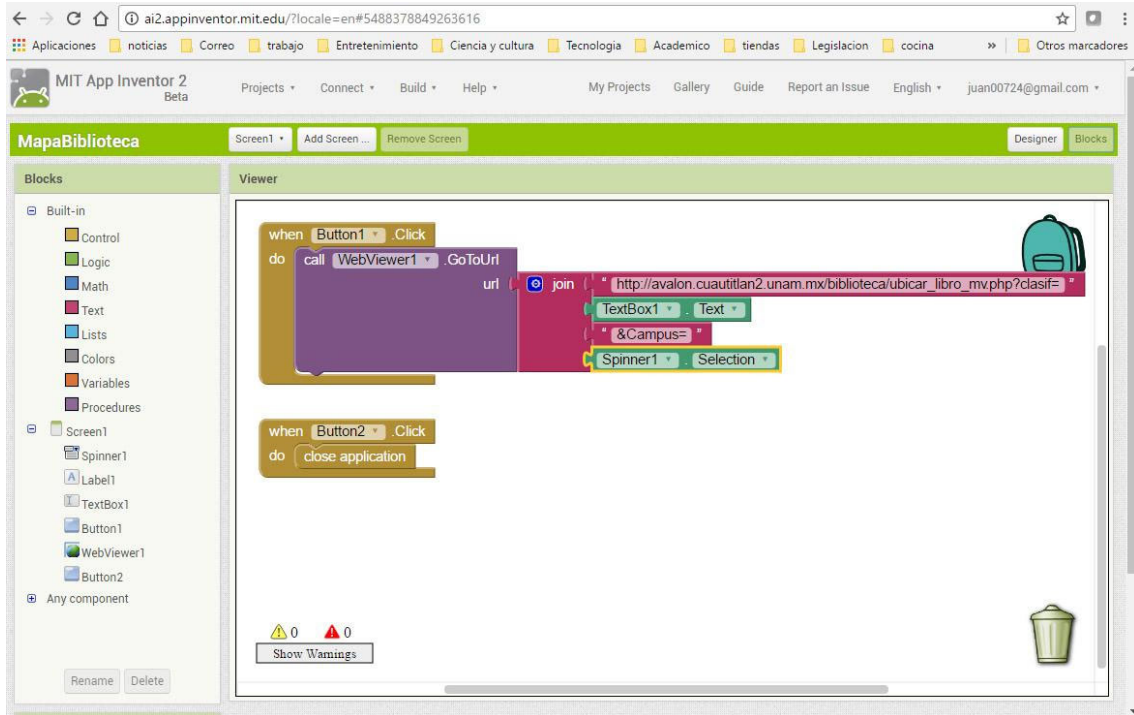 ai2.appinventor.mit.edu/?locale=en#5488378849263616
Aplicaciones noticias Correo trabajo Entretenimiento Ciencia y cultura Tecnologia Academico tiendas Legislacion cocina » Otros marcadores
MIT App Inventor 2
Beta
Projects Connect Build Help My Projects Gallery Guide Report an Issue English juan00724@gmail.com
MapaBiblioteca Screen1 Add Screen ... Remove Screen Designer Blocks
Blocks Viewer
Built-in
Control
Logic
Math
Text
Lists
Colors
Variables
Procedures
Screen1
Spinner1
Label1
TextBox1
Button1
WebViewer1
Button2
Any component
Rename Delete
when Button1 .Click
do call WebViewer1 .GoToUrl
url join " http://avalon.cuautitlan2.unam.mx/biblioteca/ubicar_libro_mv.php?clasif= "
TextBox1 . Text
" &Campus= "
Spinner1 . Selection
when Button2 .Click
do close application
0 0
Show Warnings